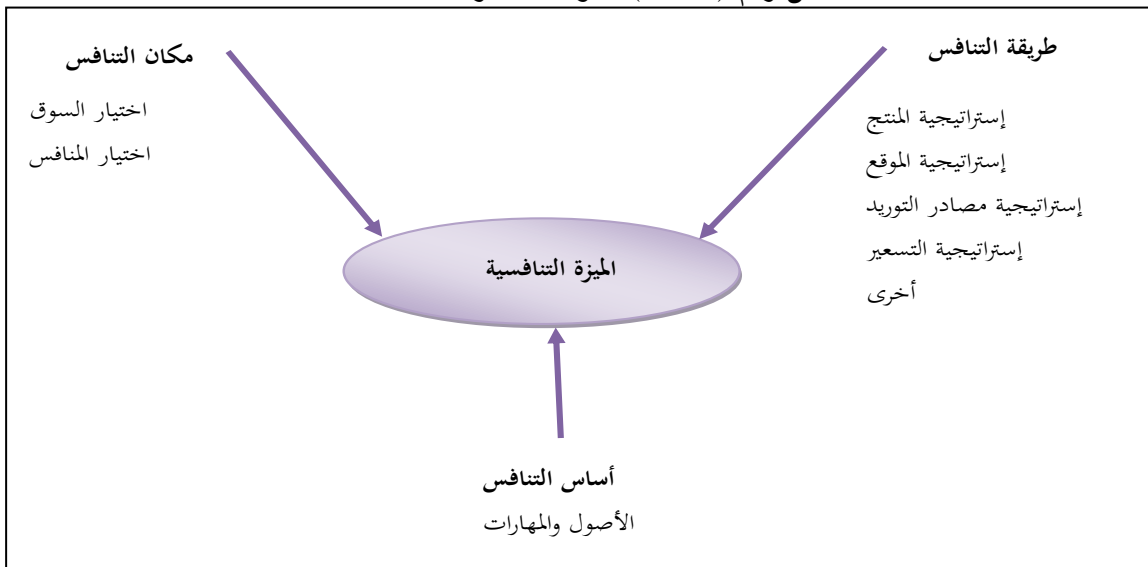 طريقة التنافس
إستراتيجية المنتج
إستراتيجية الموقع
إستراتيجية مصادر التوريد
إستراتيجية التسعير
أخرى
مكان التنافس
اختيار السوق
اختيار المنافس
الميزة التنافسية
أساس التنافس
الأصول والمهارات